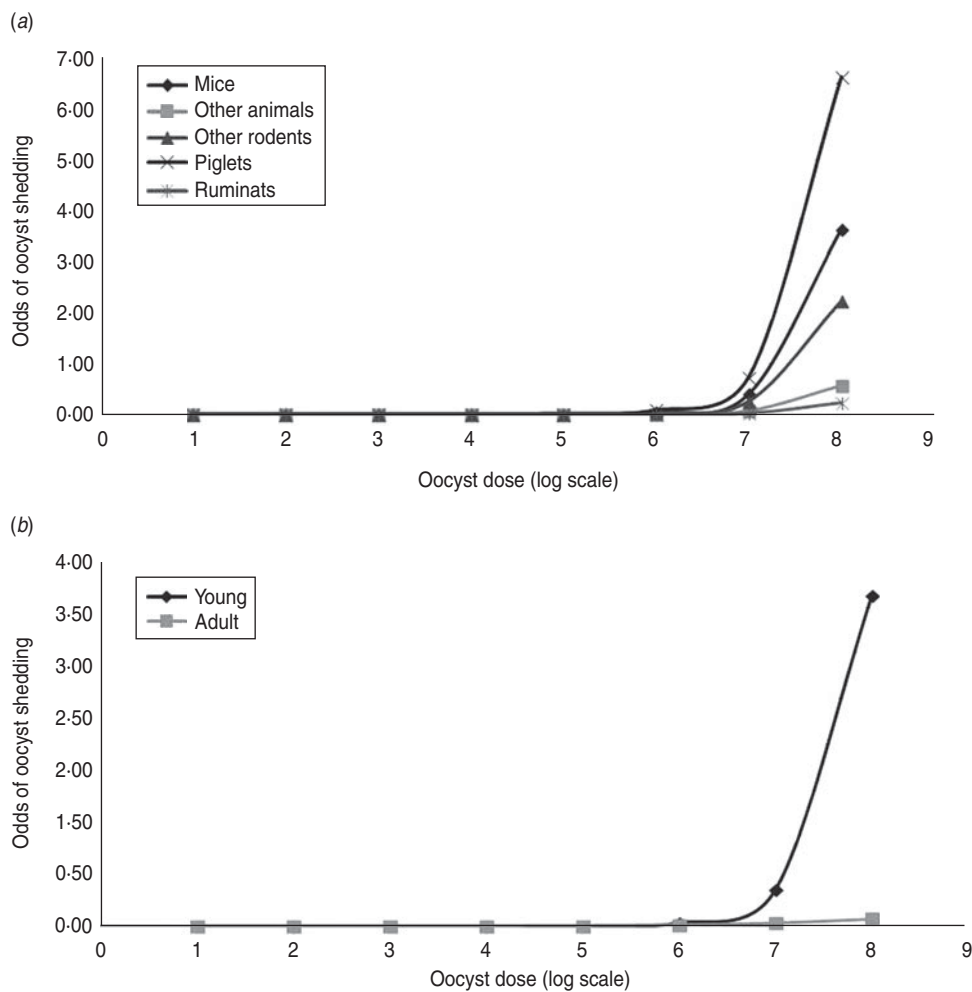 (a)
7·00
6·00
5·00
4·00
3·00
2·00
1·00
0·00
Odds of oocyst shedding
Mice
Other animals
Other rodents
Piglets
Ruminats
0 1 2 3 4 5 6 7 8 9
Oocyst dose (log scale)
(b)
4·00
3·50
3·00
2·50
2·00
1·50
0·50
0·00
Odds of oocyst shedding
Young
Adult
0 1 2 3 4 5 6 7 8 9
Oocyst dose (log scale)